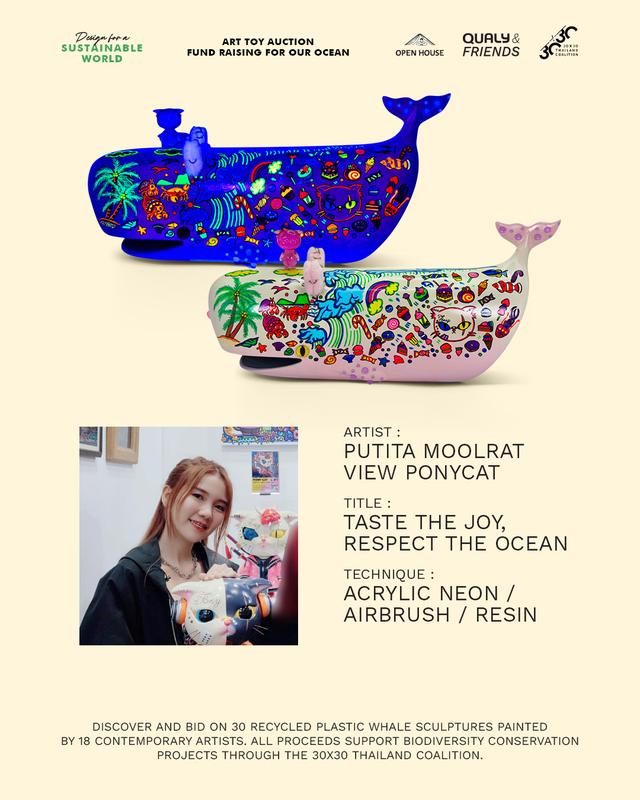 Design for a
SUSTAINABLE
WORLD
ART TOY AUCTION
FUND RAISING FOR OUR OCEAN
OPEN HOUSE
QUALY &
FRIENDS
30X30
THAILAND
COALITION
ARTIST :
PUTITA MOOLRAT
VIEW PONYCAT
TITLE :
TASTE THE JOY,
RESPECT THE OCEAN
TECHNIQUE :
ACRYLIC NEON /
AIRBRUSH / RESIN
DISCOVER AND BID ON 30 RECYCLED PLASTIC WHALE SCULPTURES PAINTED
BY 18 CONTEMPORARY ARTISTS. ALL PROCEEDS SUPPORT BIODIVERSITY CONSERVATION
PROJECTS THROUGH THE 30X30 THAILAND COALITION.